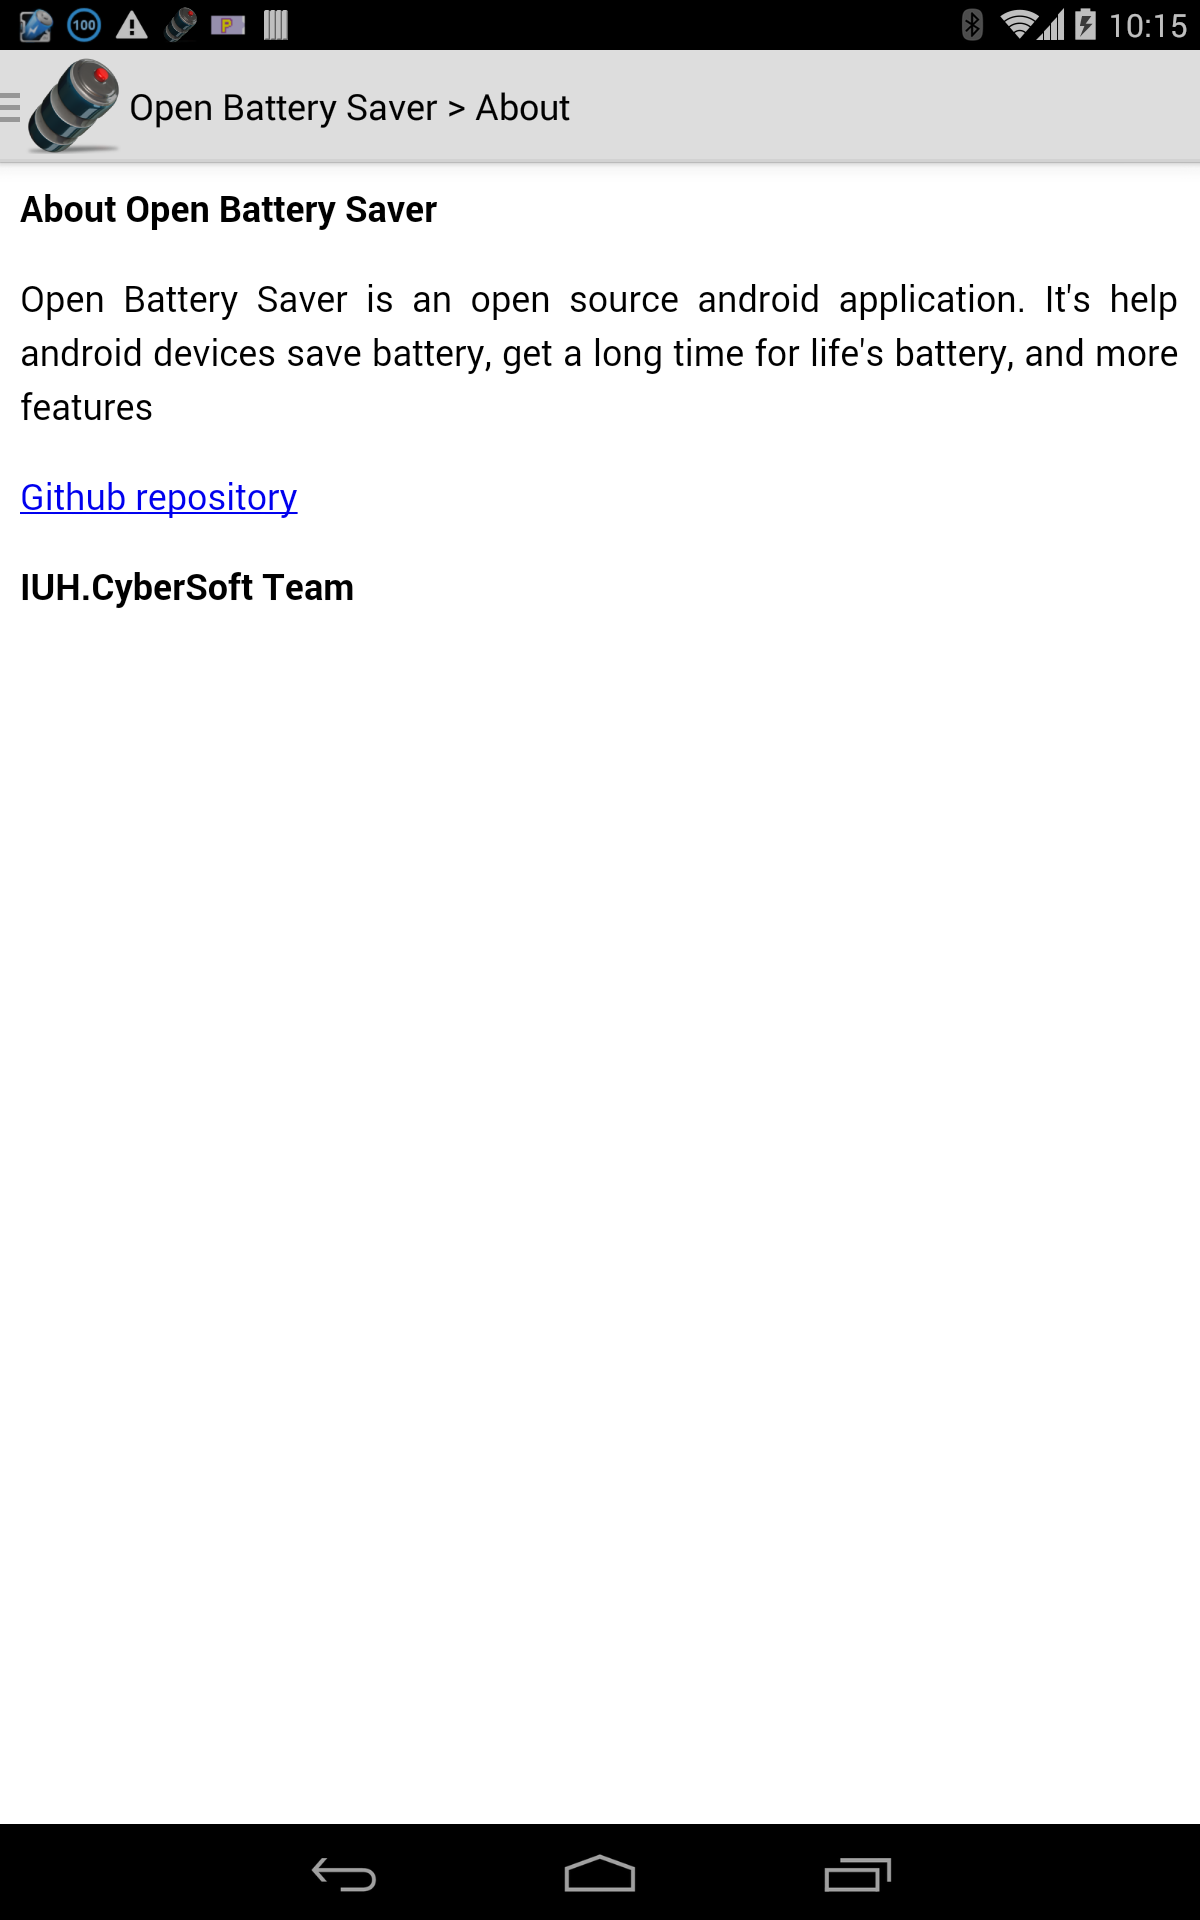 100
P
10:15
Open Battery Saver > About
About Open Battery Saver
Open Battery Saver is an open source android application. It's help
android devices save battery, get a long time for life's battery, and more
features
Github repository
IUH.CyberSoft Team